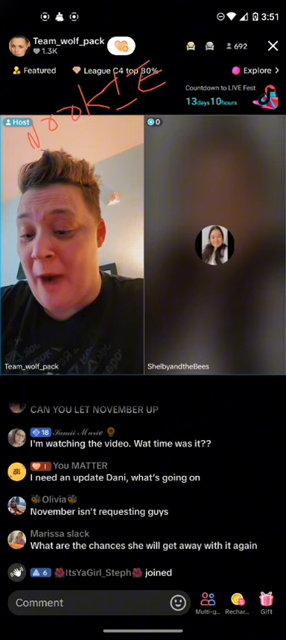 3:51
Team_wolf_pack
1.3K
692
Featured
League C4 top 80%
Explore >
NooKIE
Countdown to LIVE Fest
13days10hours
Host
0
Team_wolf_pack
ShelbyandtheBees
CAN YOU LET NOVEMBER UP
18
I'm watching the video. Wat time was it??
1 You MATTER
I need an update Dani, what's going on
Olivia
November isn't requesting guys
Marissa slack
What are the chances she will get away with it again
6 ItsYaGirl_Steph joined
Comment
Multi-g...
Rechar...
Gift